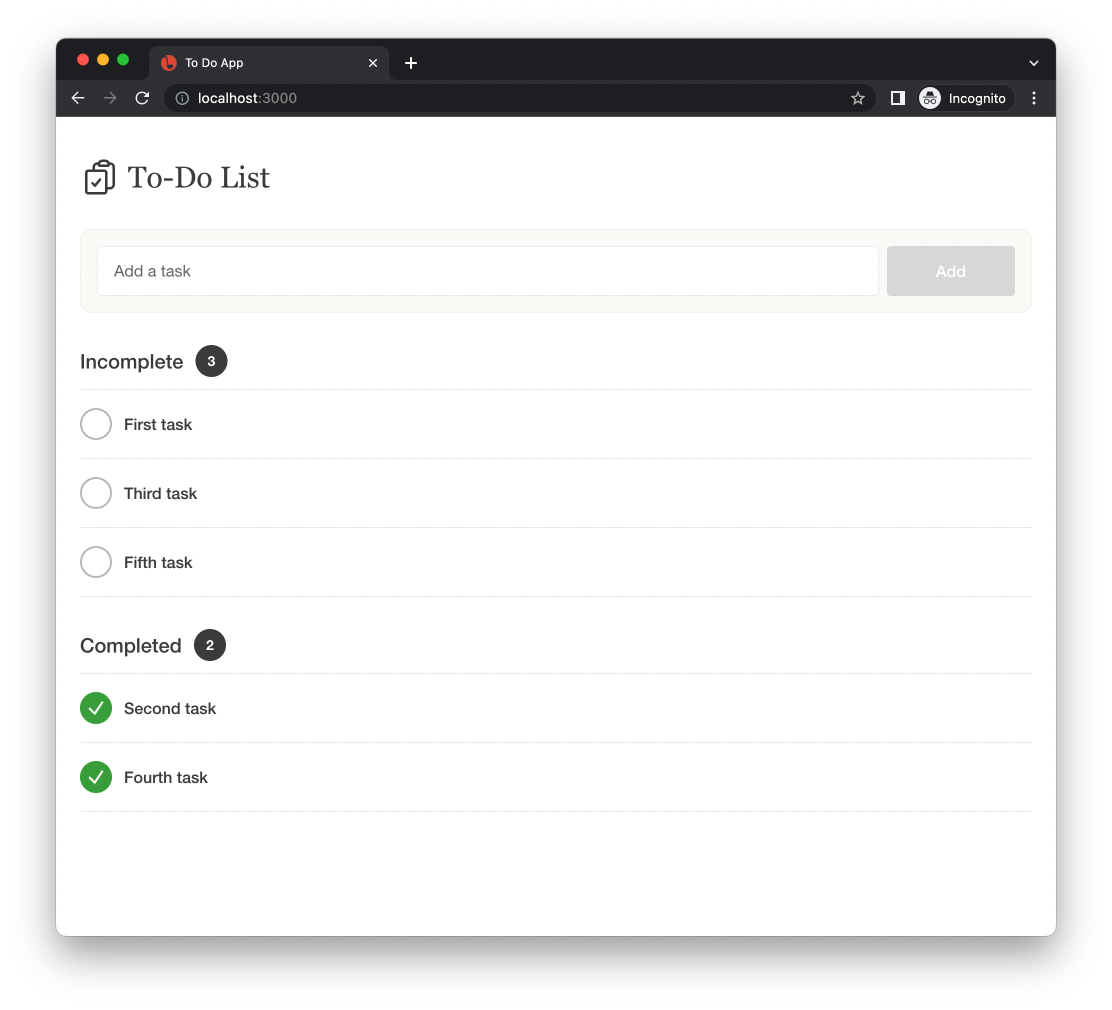 To Do App
localhost:3000
Incognito
To-Do List
Add a task
Add
Incomplete 3
First task
Third task
Fifth task
Completed 2
Second task
Fourth task